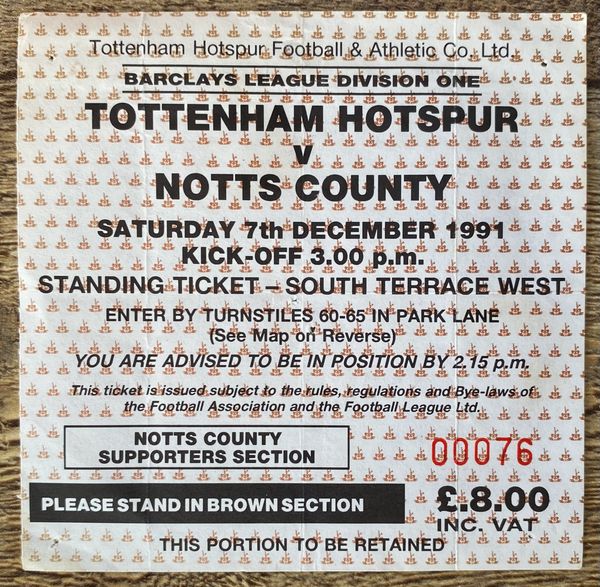 Tottenham Hotspur Football & Athletic Co. Ltd.
BARCLAYS LEAGUE DIVISION ONE
TOTTENHAM HOTSPUR
v
NOTTS COUNTY
SATURDAY 7th DECEMBER 1991
KICK-OFF 3.00 p.m.
STANDING TICKET – SOUTH TERRACE WEST
ENTER BY TURNSTILES 60-65 IN PARK LANE
(See Map on Reverse)
YOU ARE ADVISED TO BE IN POSITION BY 2.15 p.m.
This ticket is issued subject to the rules, regulations and Bye-laws of
the Football Association and the Football League Ltd.
NOTTS COUNTY
SUPPORTERS SECTION
00076
PLEASE STAND IN BROWN SECTION
£.8.00
INC. VAT
THIS PORTION TO BE RETAINED